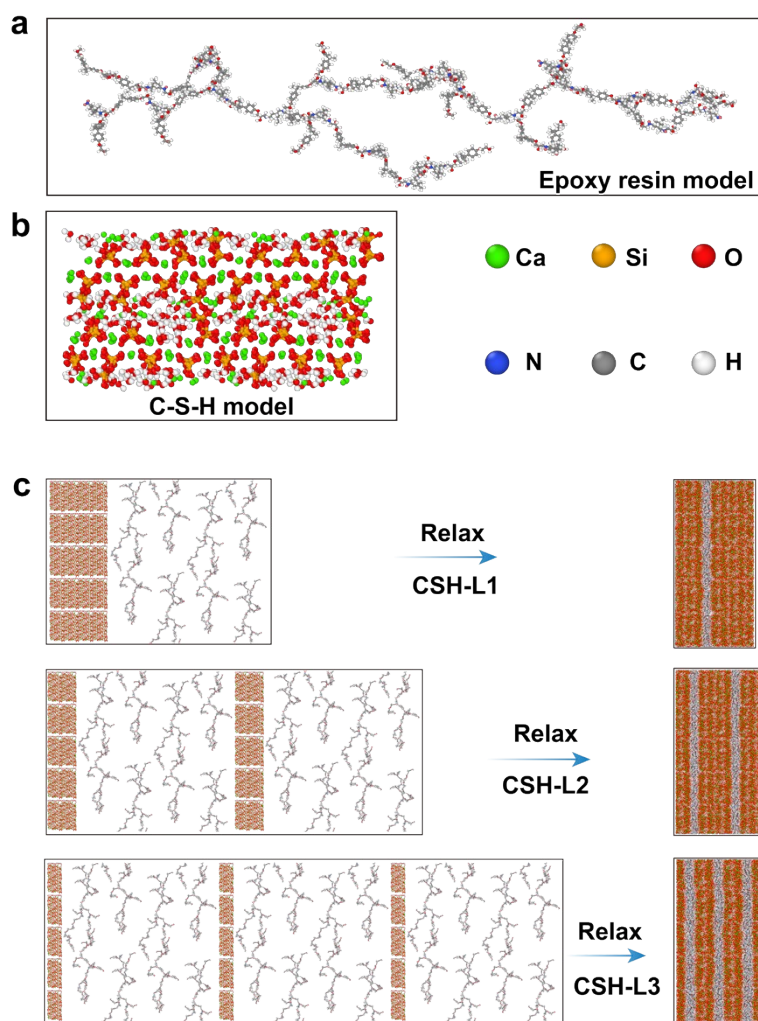 a
Epoxy resin model
b
Ca Si O
N C H
C-S-H model
c
Relax
CSH-L1
Relax
CSH-L2
Relax
CSH-L3